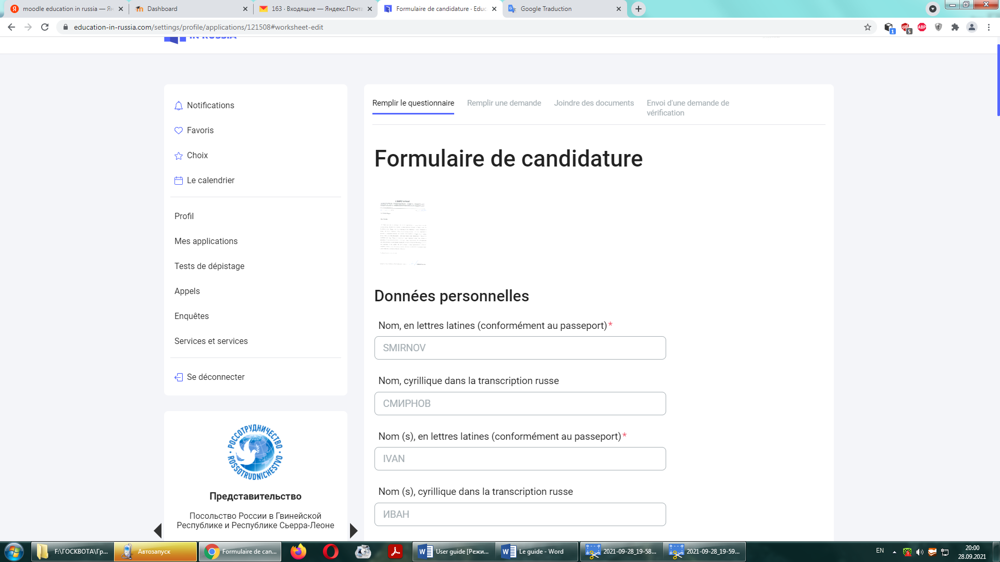 moodle education in russia — Ян
Dashboard
163 · Входящие — Яндекс.Почта
Formulaire de candidature · Educ
Google Traduction
education-in-russia.com/settings/profile/applications/121508#worksheet-edit
1
5
ABP
IN RUSSIA
Notifications
Favoris
Choix
Le calendrier
Profil
Mes applications
Tests de dépistage
Appels
Enquêtes
Services et services
Se déconnecter
РОССОТРУДНИЧЕСТВО
ROSSOTRUDNICHESTVO
Представительство
Посольство России в Гвинейской
Республике и Республике Сьерра-Леоне
Remplir le questionnaire
Remplir une demande
Joindre des documents
Envoi d'une demande de
vérification
Formulaire de candidature
Données personnelles
Nom, en lettres latines (conformément au passeport)*
SMIRNOV
Nom, cyrillique dans la transcription russe
СМИРНОВ
Nom (s), en lettres latines (conformément au passeport)*
IVAN
Nom (s), cyrillique dans la transcription russe
ИВАН
F:\ГОСКВОТА\Гр...
Автозапуск
Formulaire de can...
User guide [Режи...
Le guide - Word
2021-09-28_19-58...
2021-09-28_19-59...
EN
20:00
28.09.2021